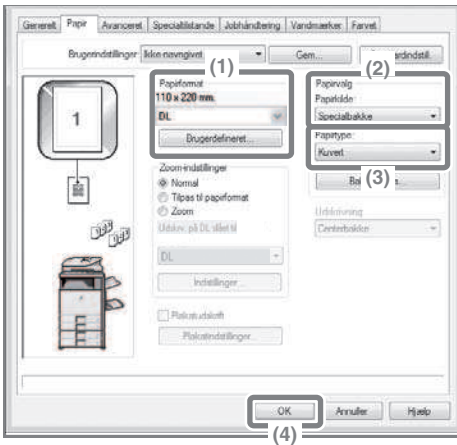 Generelt Papir Avanceret Specialtilstande Jobhåndtering Vandmærker Farvet
Brugerindstillinger: Ikke-navngivet Gem...
(1)
(2)
Papirformat
110 x 220 mm.
DL
Brugerdefineret...
Papirvalg
Papirkilde:
Specialbakke
Papirtype:
Kuvert
(3)
1
Zoom-indstillinger
Normal
Tilpas til papirformat
Zoom
Udskriv. på DL slået til
DL
Indstillinger...
Udskrivning
Centerbakke
Plakatudskrift
Plakatindstillinger...
OK Annuller Hjælp
(4)